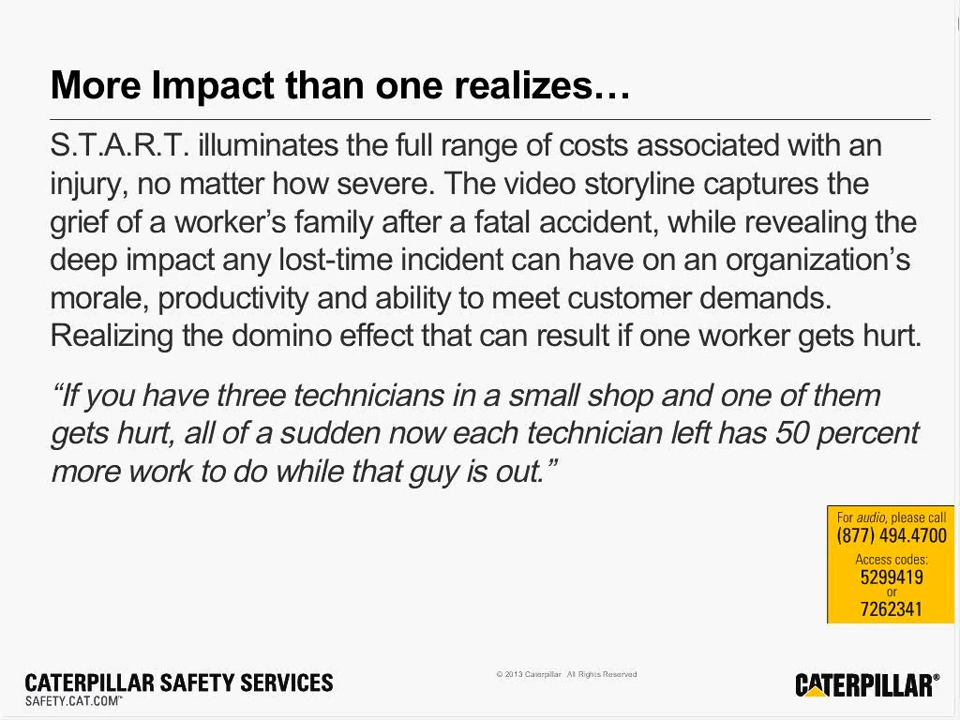 More Impact than one realizes…
S.T.A.R.T. illuminates the full range of costs associated with an
injury, no matter how severe. The video storyline captures the
grief of a worker’s family after a fatal accident, while revealing the
deep impact any lost-time incident can have on an organization’s
morale, productivity and ability to meet customer demands.
Realizing the domino effect that can result if one worker gets hurt.
“If you have three technicians in a small shop and one of them
gets hurt, all of a sudden now each technician left has 50 percent
more work to do while that guy is out.”
For audio, please call
(877) 494.4700
Access codes:
5299419
or
7262341
CATERPILLAR SAFETY SERVICES
SAFETY.CAT.COM™
© 2013 Caterpillar All Rights Reserved
CATERPILLAR®